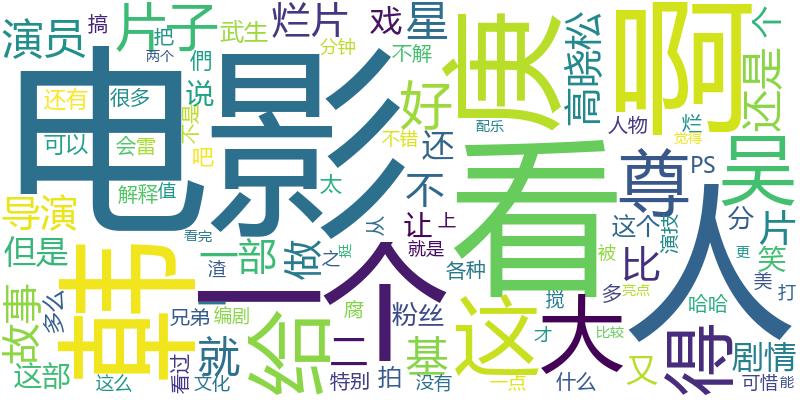 搞 片子 烂片 戏 星 庚 啊 个
演员 把 武生
两个 分钟 不解
还有 很多 们 说 电影 好 高晓松 还是
可以 会雷 吧 不是 不错 配乐 人物 烂
觉得
解释 值 太 还 看 尊 PS 吴
导演 不 让 上 这个 分 演技 片
但是 看完 一部 做 之 就是 各种 比 被 笑 更
故事 多么 韩 渣 一个 人 多 亮点 美 打
兄弟 编剧 给 腐 粉丝 这 搅 大 哈哈
这部 就 二 基 才 比较 得 剧情
这么 看过 文化 特别 拍 没有 一点 什么 又 可惜 能